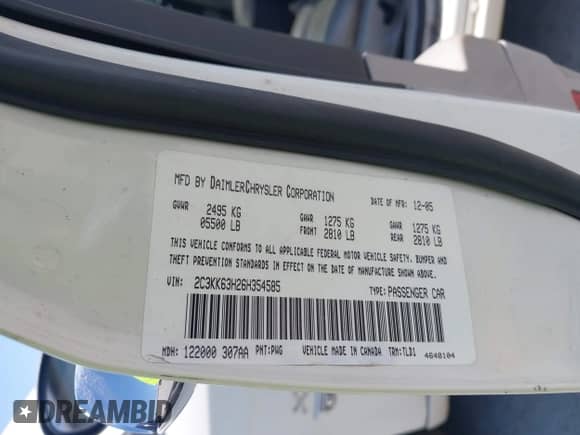 MFD BY DAIMLERCHRYSLER CORPORATION DATE OF MFG: 12-05
GVWR 2495 KG GAWR 1275 KG GAWR 1275 KG
05500 LB FRONT 2810 LB REAR 2810 LB
THIS VEHICLE CONFORMS TO ALL APPLICABLE FEDERAL MOTOR VEHICLE SAFETY, BUMPER AND
THEFT PREVENTION STANDARDS IN EFFECT ON THE DATE OF MANUFACTURE SHOWN ABOVE.
VIN: 2C3KK63H26H354585 TYPE: PASSENGER CAR
MDH: 122000 307AA PNT: PWG VEHICLE MADE IN CANADA TRM: TLD1 4648104
DREAMBID